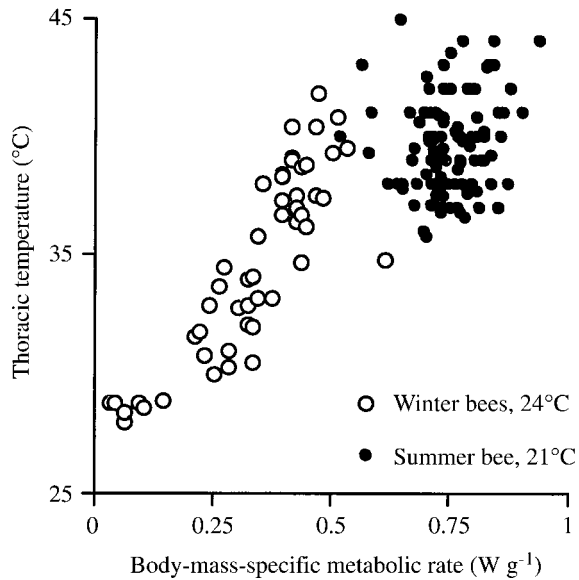 45
35
25
Thoracic temperature (°C)
Winter bees, 24°C
Summer bee, 21°C
0 0.25 0.5 0.75 1
Body-mass-specific metabolic rate (W g⁻¹)